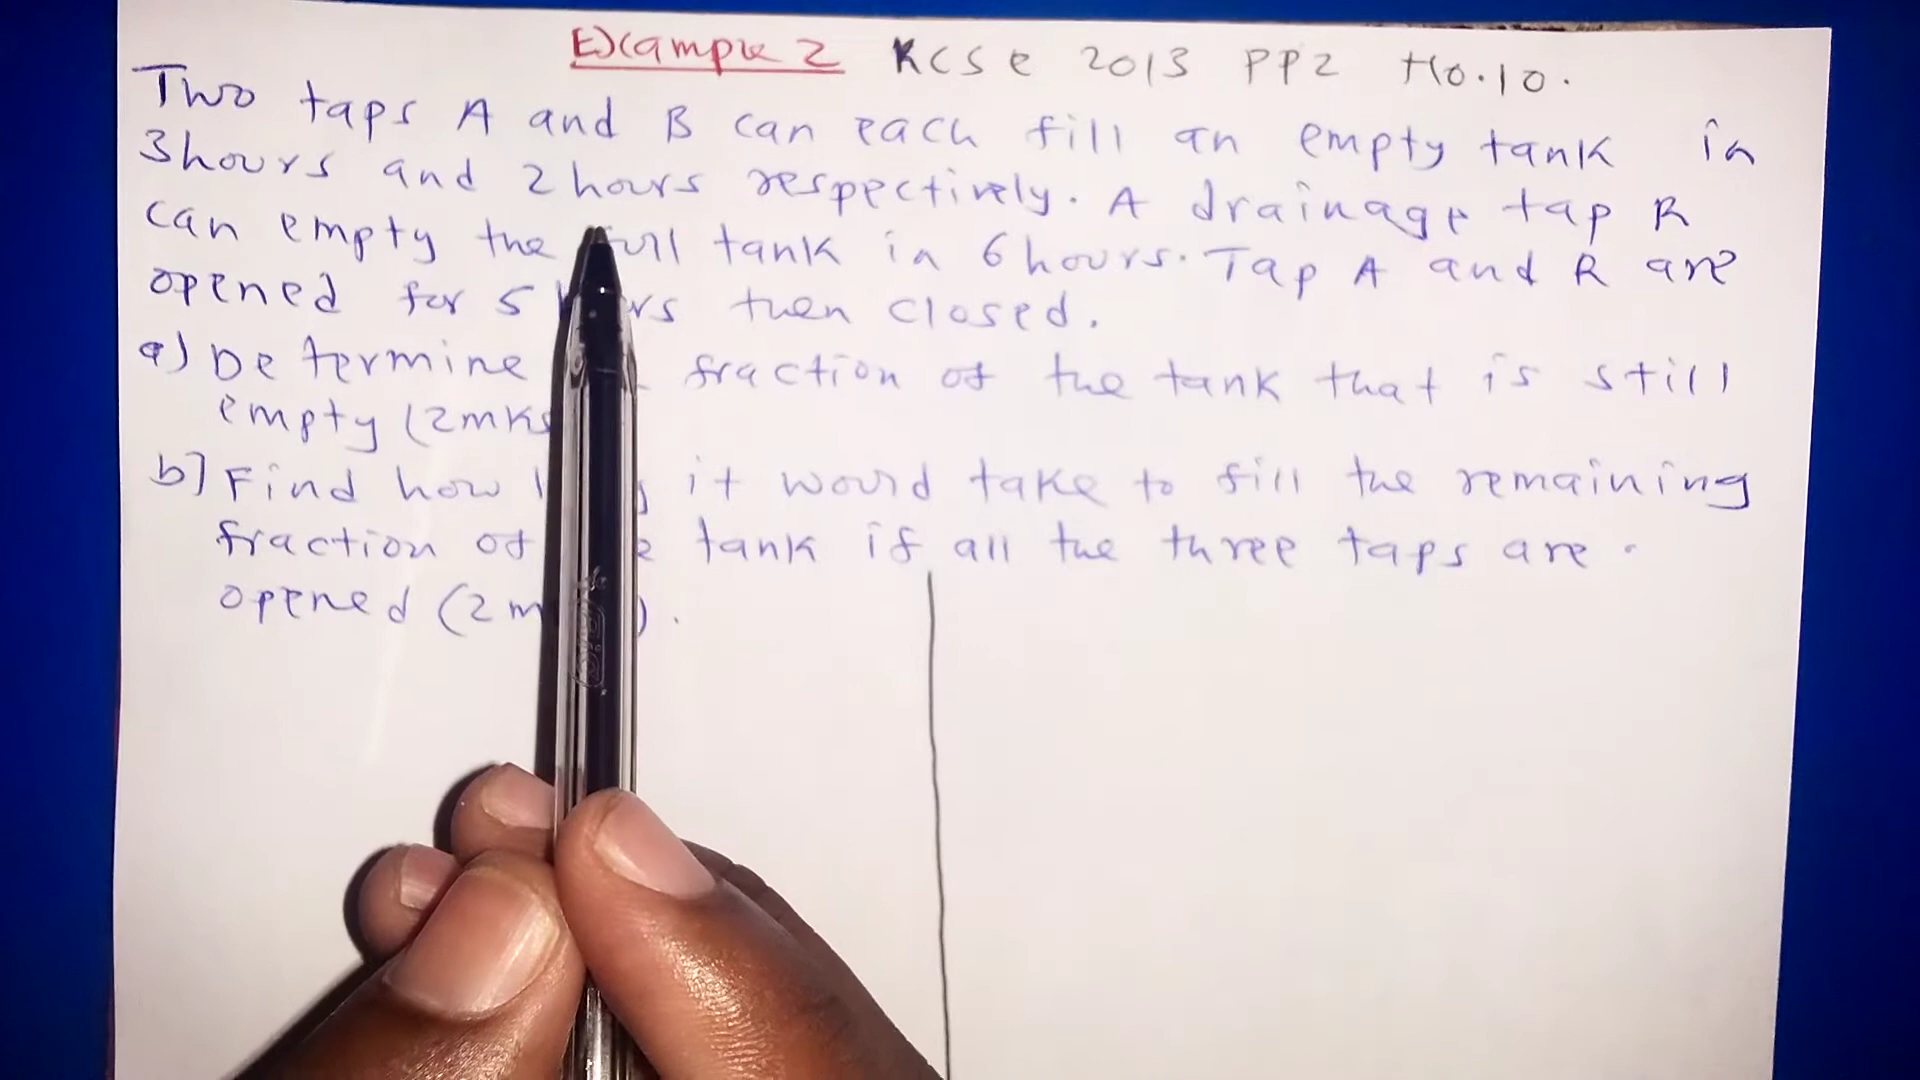 Example 2 KCSE 2013 PP2 No.10.
Two taps A and B can each fill an empty tank in
3hours and 2hours respectively. A drainage tap R
can empty the full tank in 6hours. Tap A and R are
opened for 5 then closed.
a) Determine fraction of the tank that is still
empty (2mks
b] Find how it would take to fill the remaining
fraction of tank if all the three taps are
opened (2m ).
BIC